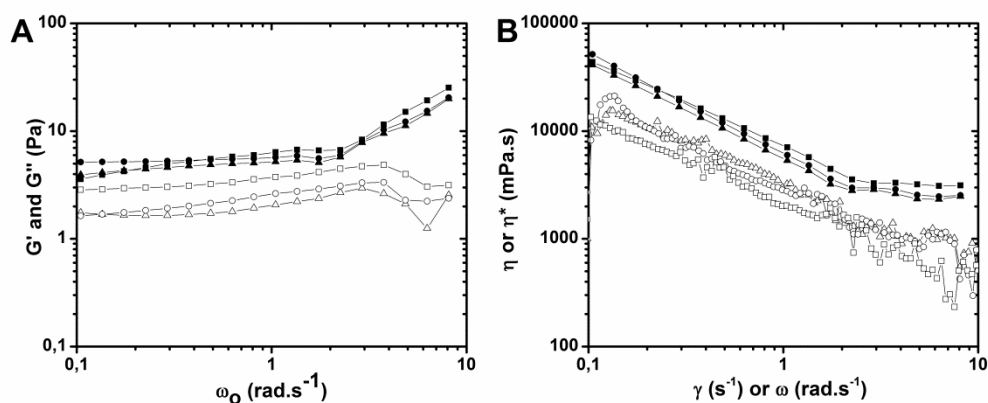 A
G' and G'' (Pa)
100
10
1
0,1
0,1
1
10
ω₀ (rad.s⁻¹)
B
η or η* (mPa.s)
100000
10000
1000
100
0,1
1
10
γ (s⁻¹) or ω (rad.s⁻¹)